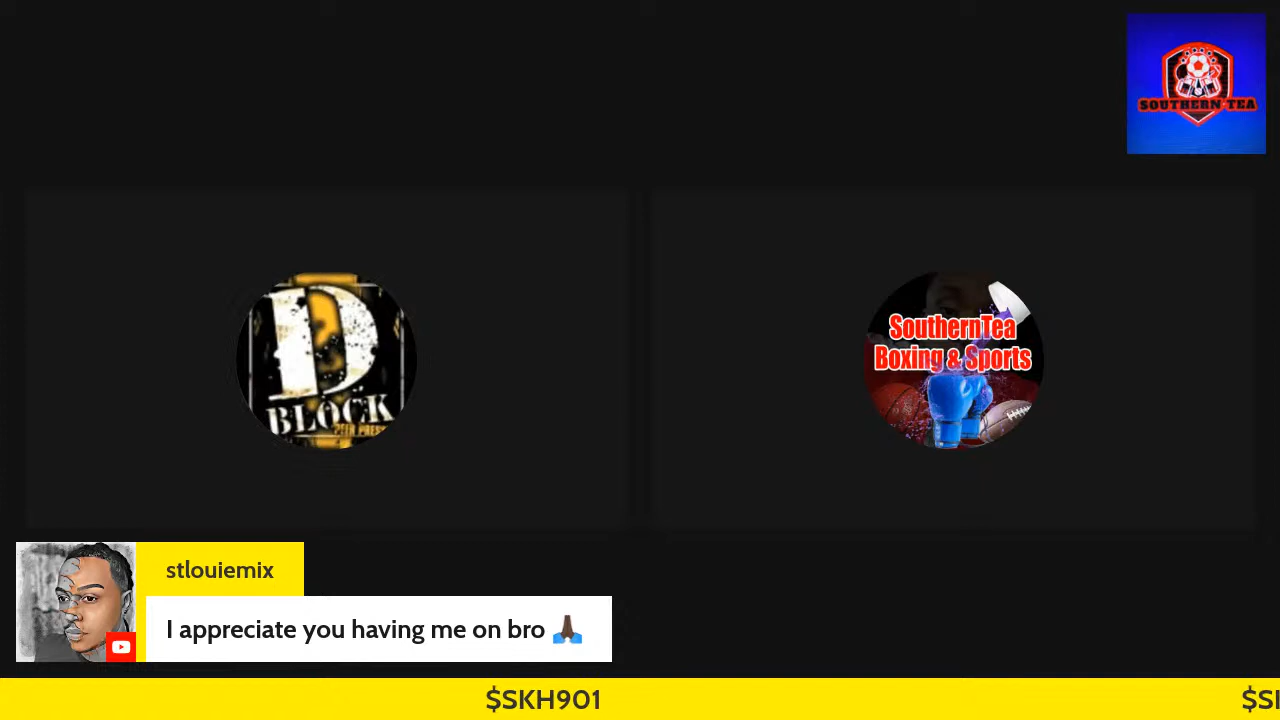 SOUTHERN TEA
D
BLOCK
SouthernTea
Boxing & Sports
stlouiemix
I appreciate you having me on bro 🙏🏿
$SKH901